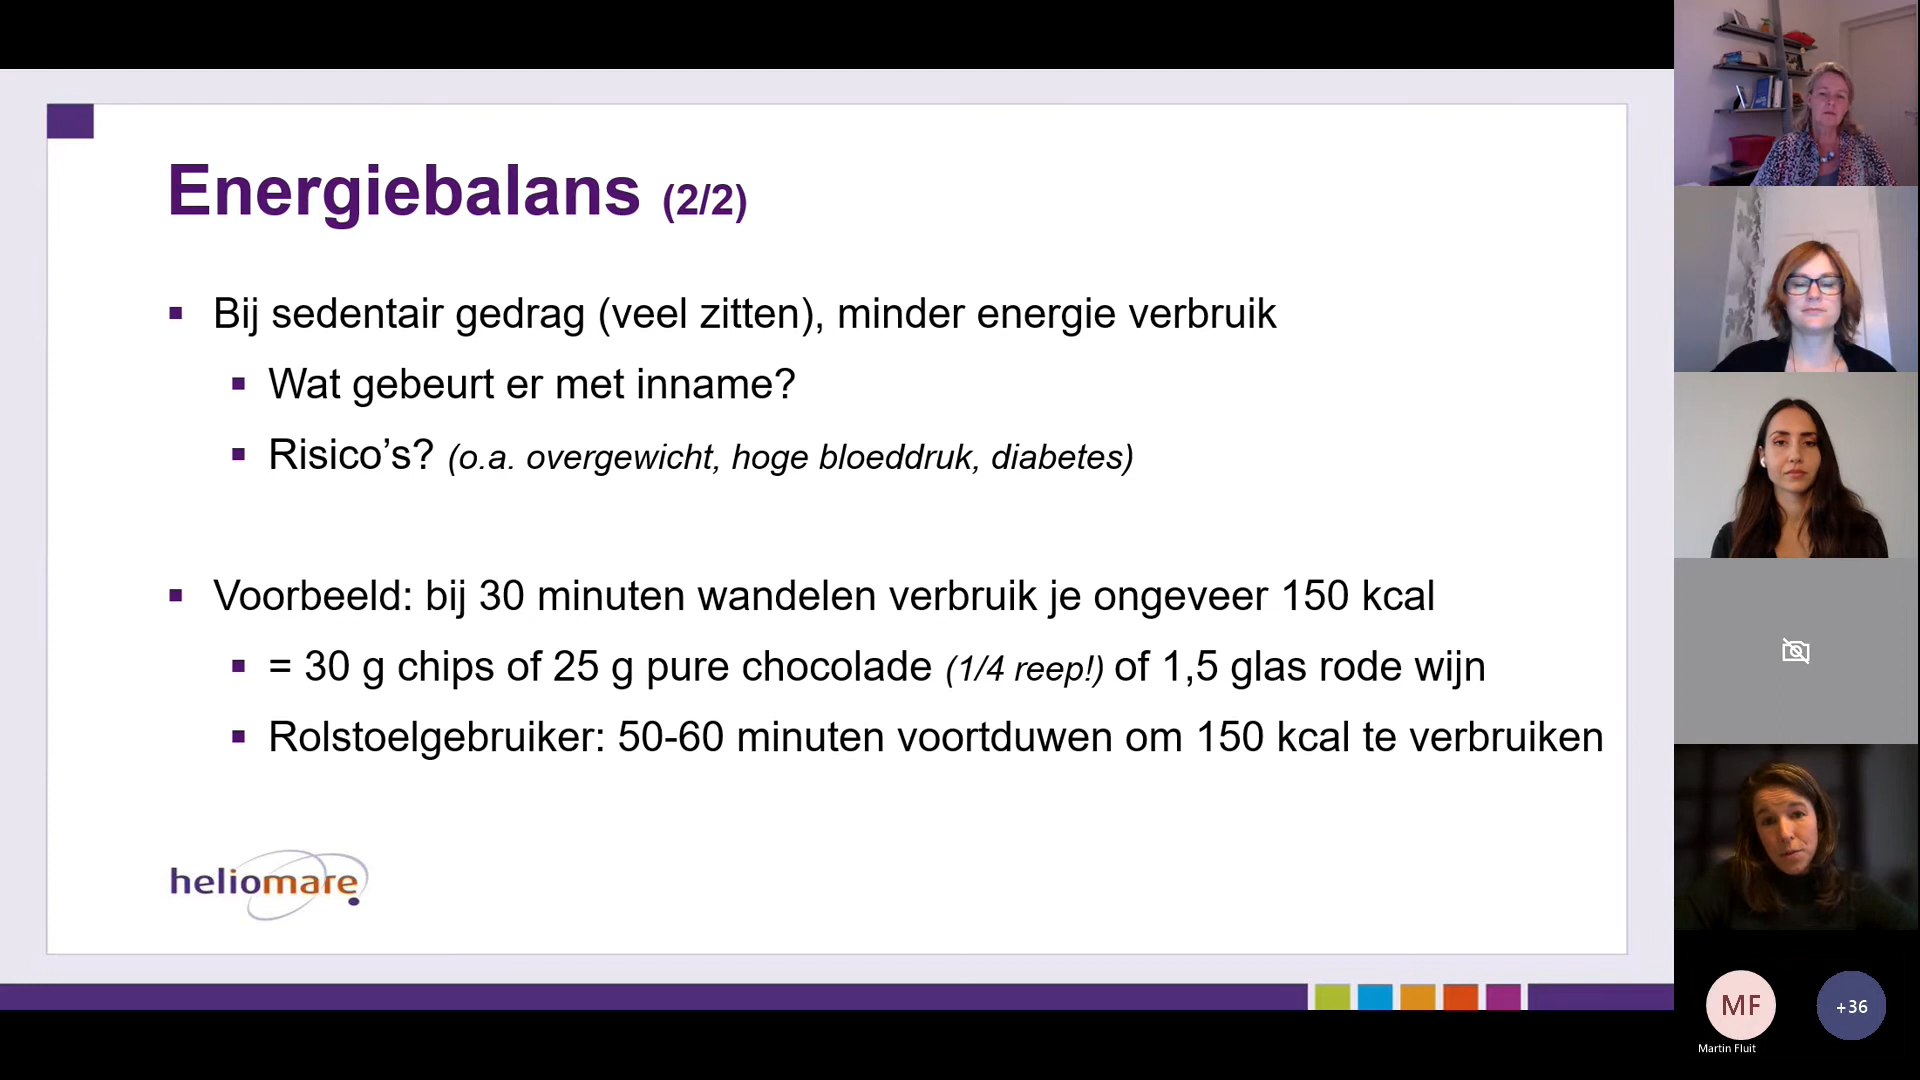 Energiebalans (2/2)
Bij sedentair gedrag (veel zitten), minder energie verbruik
Wat gebeurt er met inname?
Risico’s? (o.a. overgewicht, hoge bloeddruk, diabetes)
Voorbeeld: bij 30 minuten wandelen verbruik je ongeveer 150 kcal
= 30 g chips of 25 g pure chocolade (1/4 reep!) of 1,5 glas rode wijn
Rolstoelgebruiker: 50-60 minuten voortduwen om 150 kcal te verbruiken
heliomare
MF
+36
Martin Fluit